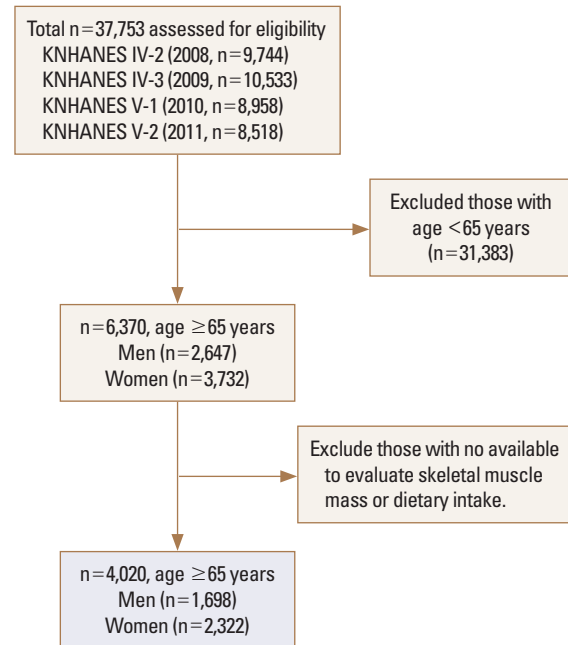 Total n=37,753 assessed for eligibility
KNHANES IV-2 (2008, n=9,744)
KNHANES IV-3 (2009, n=10,533)
KNHANES V-1 (2010, n=8,958)
KNHANES V-2 (2011, n=8,518)
Excluded those with
age <65 years
(n=31,383)
n=6,370, age ≥65 years
Men (n=2,647)
Women (n=3,732)
Exclude those with no available
to evaluate skeletal muscle
mass or dietary intake.
n=4,020, age ≥65 years
Men (n=1,698)
Women (n=2,322)